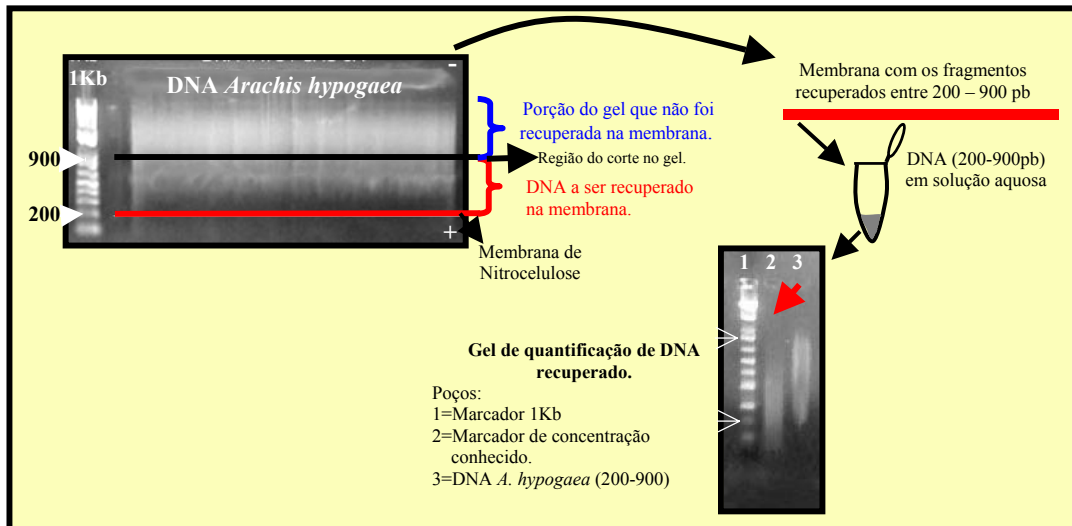 1Kb
DNA Arachis hypogaea
-
900
200
+
Porção do gel que não foi
recuperada na membrana.
Região do corte no gel.
DNA a ser recuperado
na membrana.
Membrana de
Nitrocelulose
Membrana com os fragmentos
recuperados entre 200 – 900 pb
DNA (200-900pb)
em solução aquosa
1 2 3
Gel de quantificação de DNA
recuperado.
Poços:
1=Marcador 1Kb
2=Marcador de concentração
conhecido.
3=DNA A. hypogaea (200-900)